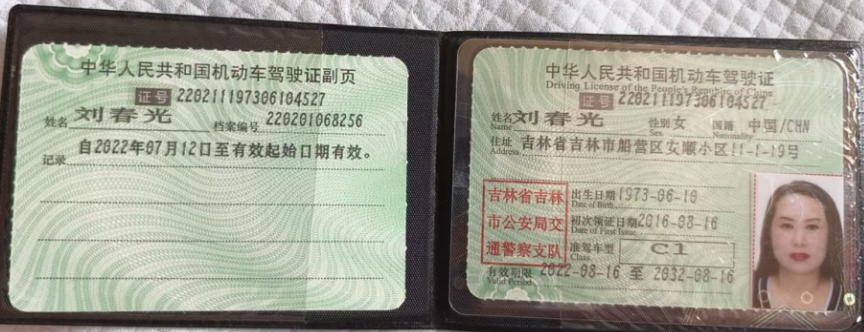 中华人民共和国机动车驾驶证副页
证号 220211197306104527
姓名 刘春光 档案编号 220201068256
记录 自2022年07月12日至有效起始日期有效。
中华人民共和国机动车驾驶证
Driving License of the People's Republic of China
证号 220211197306104527
姓名 刘春光 性别 女 国籍 中国/CHN
Name Sex Nationality
住址 吉林省吉林市船营区安顺小区11-1-19号
Address
吉林省吉林
市公安局交
通警察支队
出生日期 1973-06-10
Date of Birth
初次领证日期 2016-08-16
Date of First Issue
准驾车型 C1
Class
有效期限 2022-08-16 至 2032-08-16
Valid Period